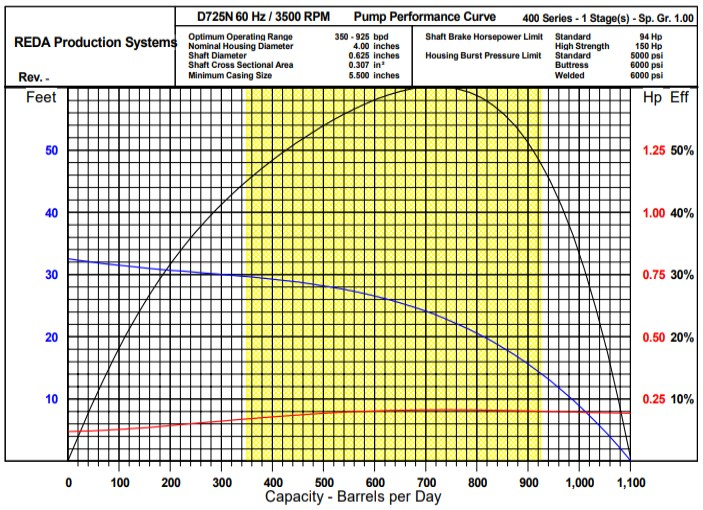 D725N 60 Hz / 3500 RPM Pump Performance Curve 400 Series - 1 Stage(s) - Sp. Gr. 1.00
REDA Production Systems
Rev. -
Optimum Operating Range 350 - 925 bpd
Nominal Housing Diameter 4.00 inches
Shaft Diameter 0.625 inches
Shaft Cross Sectional Area 0.307 in²
Minimum Casing Size 5.500 inches
Shaft Brake Horsepower Limit Standard 94 Hp
High Strength 150 Hp
Housing Burst Pressure Limit Standard 5000 psi
Buttress 6000 psi
Welded 6000 psi
Feet Hp Eff
50 1.25 50%
40 1.00 40%
30 0.75 30%
20 0.50 20%
10 0.25 10%
0 100 200 300 400 500 600 700 800 900 1,000 1,100
Capacity - Barrels per Day